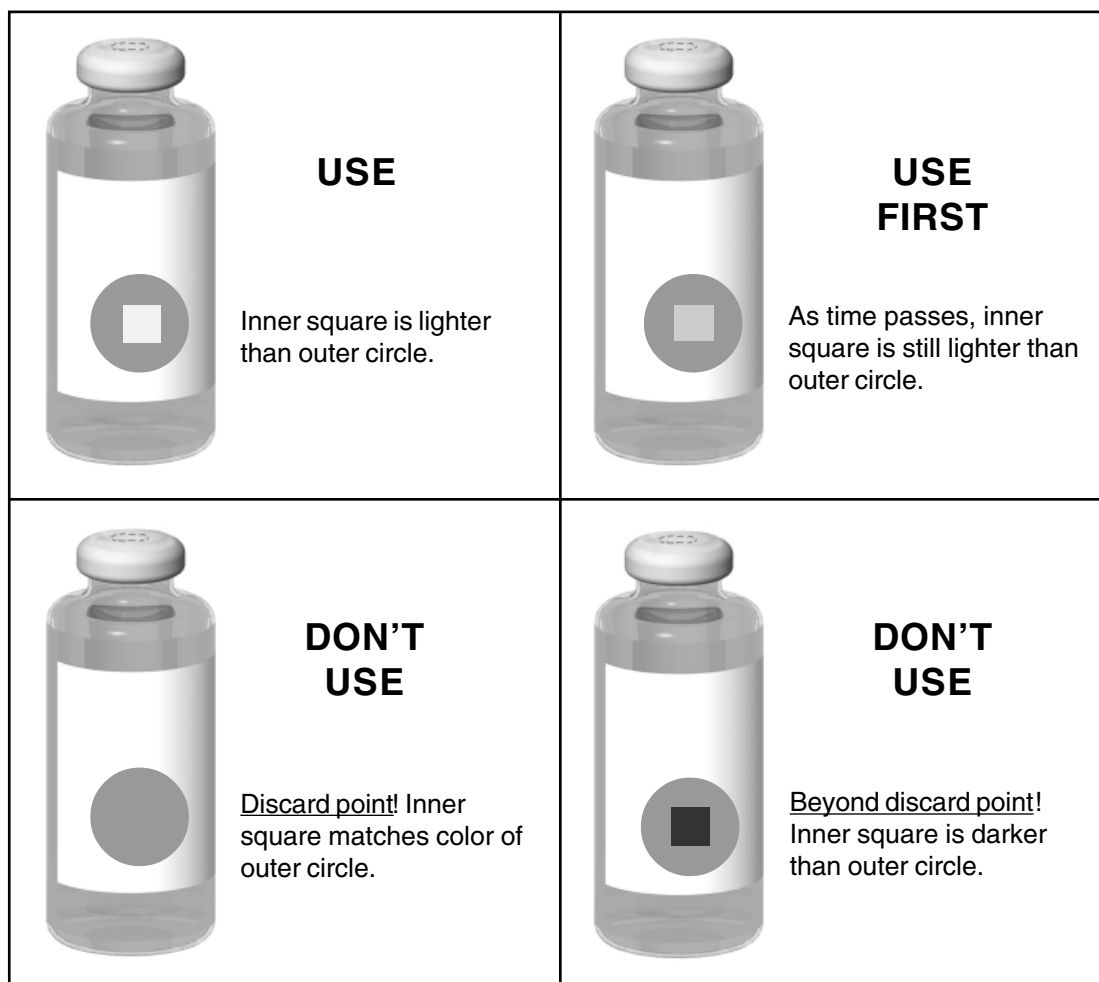 USE
Inner square is lighter
than outer circle.
USE
FIRST
As time passes, inner
square is still lighter than
outer circle.
DON’T
USE
Discard point! Inner
square matches color of
outer circle.
DON’T
USE
Beyond discard point!
Inner square is darker
than outer circle.